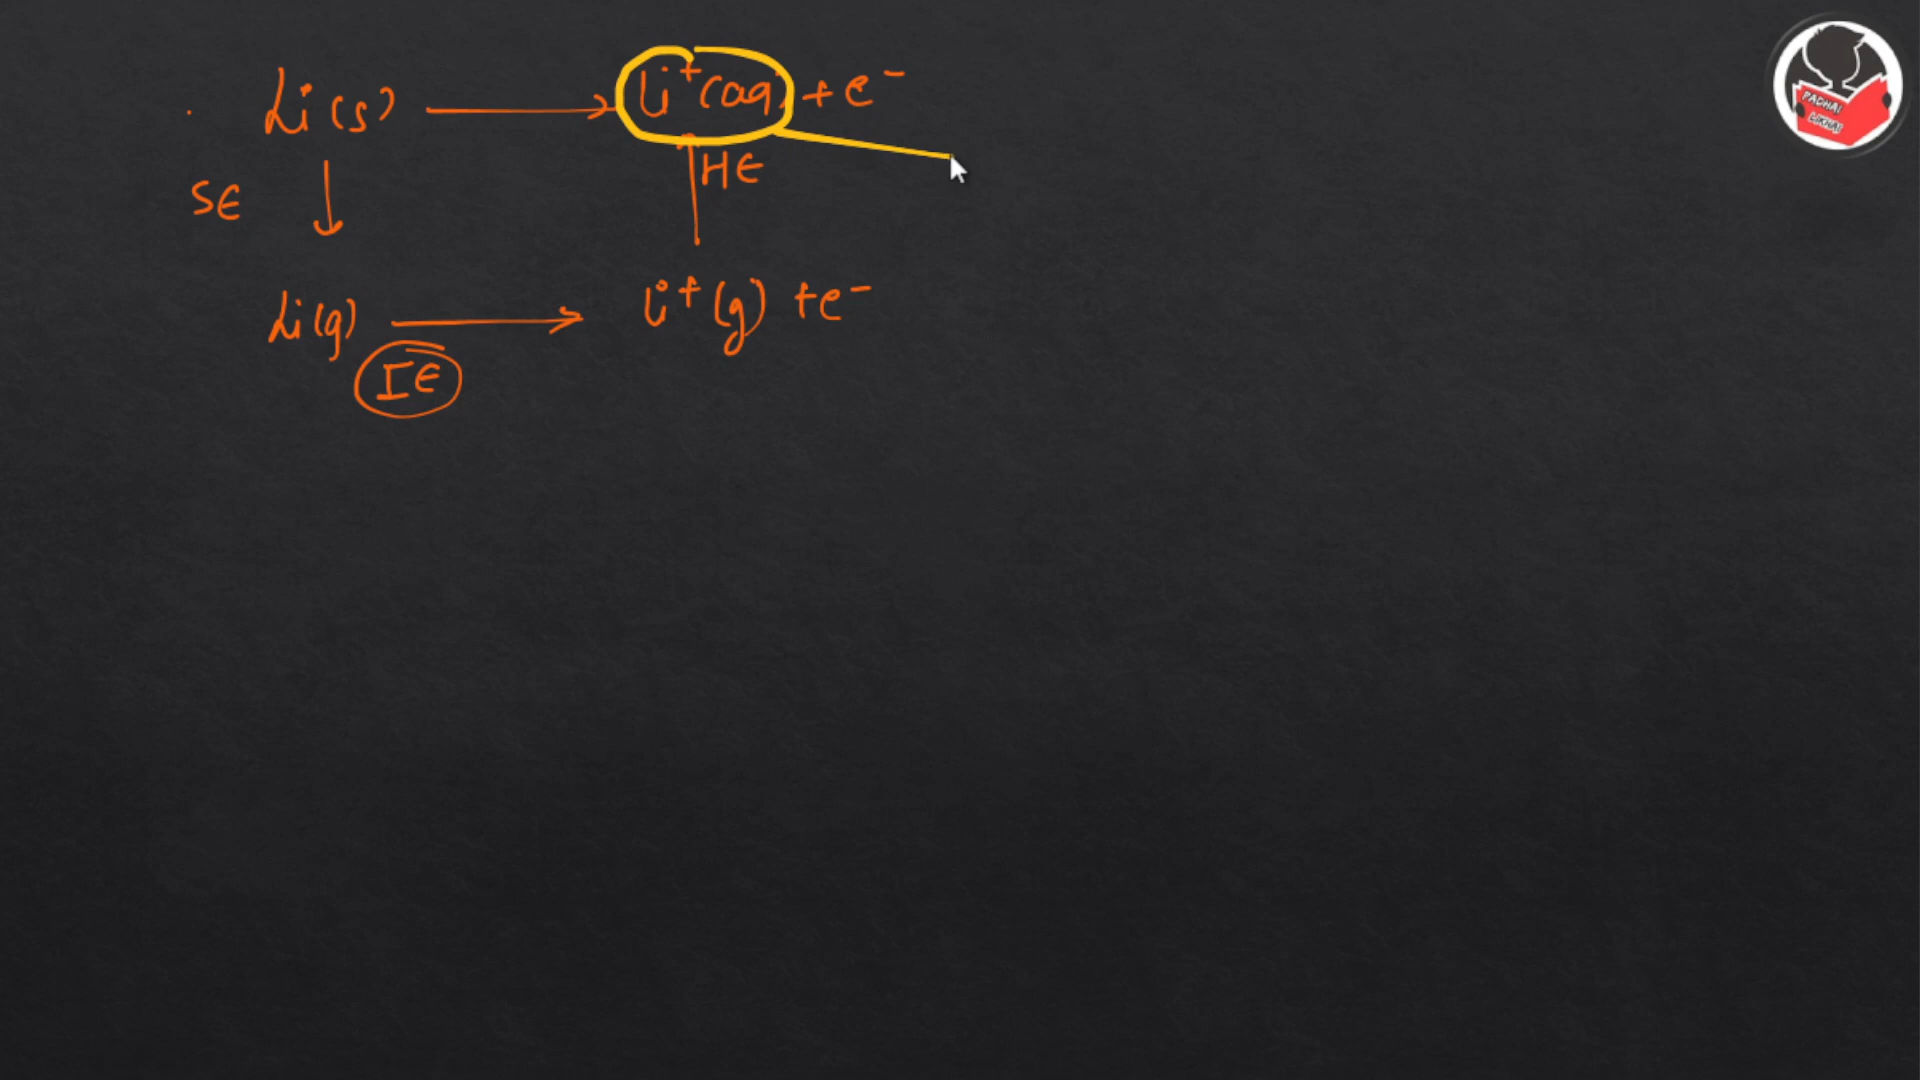 Li(s) ⟶ Li⁺(aq) + e⁻
SE ↓ ↑ HE
Li(g) ⟶ Li⁺(g) + e⁻
IE
PADHAI
LIKHAI